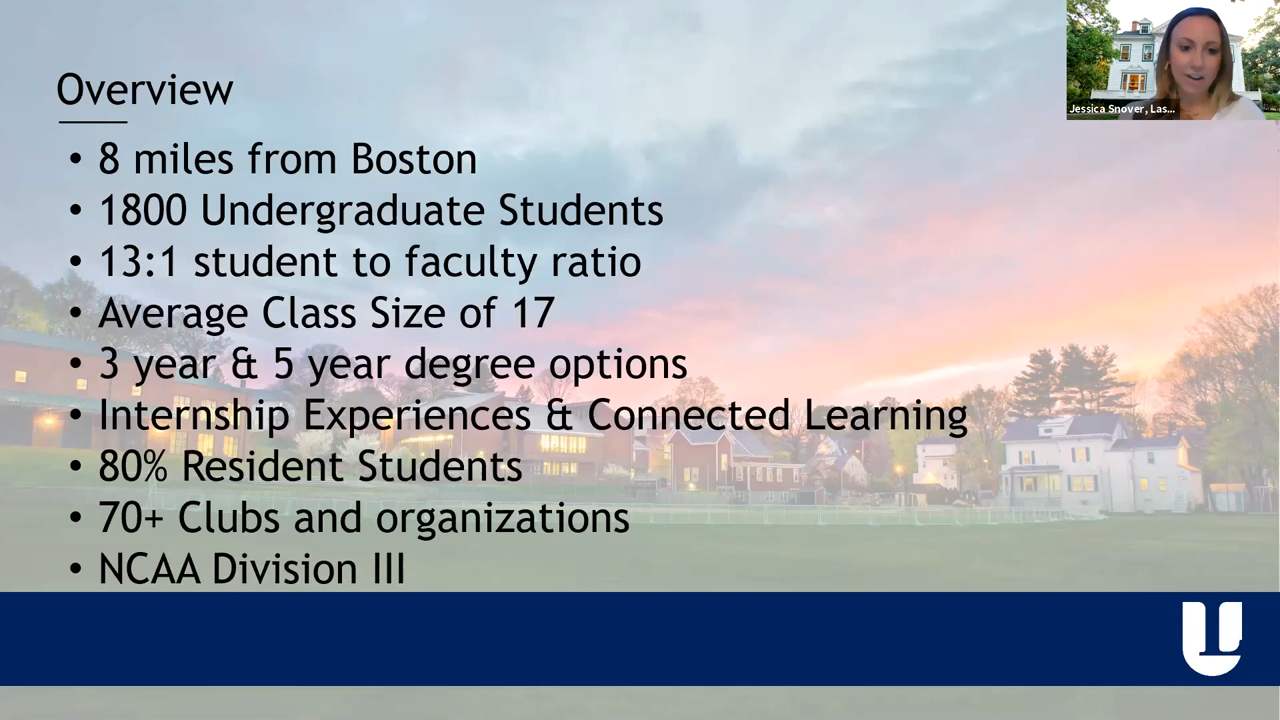 Overview
• 8 miles from Boston
• 1800 Undergraduate Students
• 13:1 student to faculty ratio
• Average Class Size of 17
• 3 year & 5 year degree options
• Internship Experiences & Connected Learning
• 80% Resident Students
• 70+ Clubs and organizations
• NCAA Division III
Jessica Snover, Las...